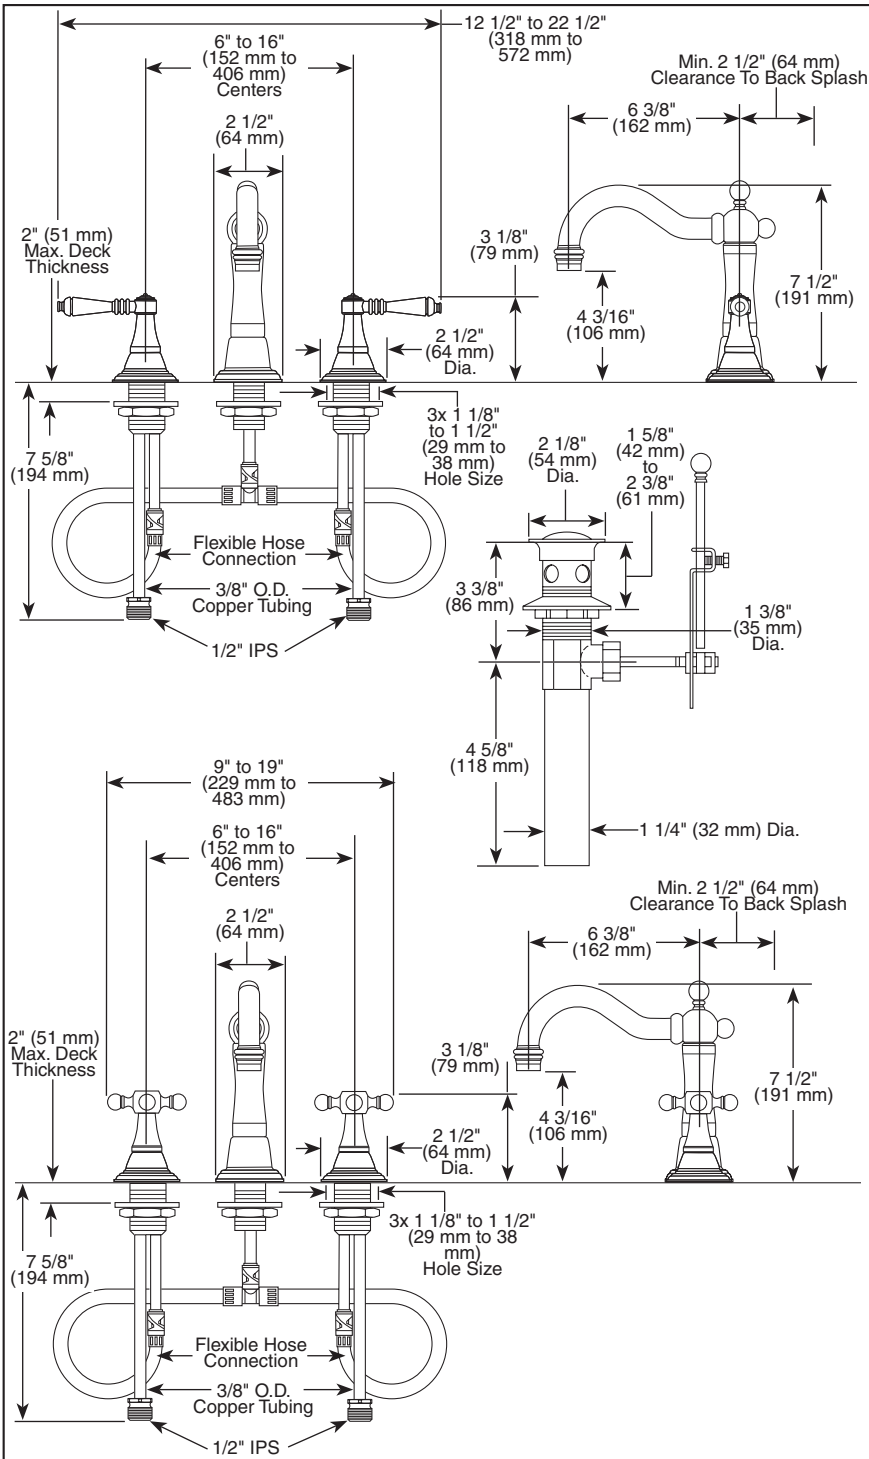 12 1/2" to 22 1/2"
(318 mm to
572 mm)
6" to 16"
(152 mm to
406 mm)
Centers
Min. 2 1/2" (64 mm)
Clearance To Back Splash
6 3/8"
(162 mm)
2 1/2"
(64 mm)
2" (51 mm)
Max. Deck
Thickness
3 1/8"
(79 mm)
7 1/2"
(191 mm)
4 3/16"
(106 mm)
2 1/2"
(64 mm)
Dia.
3x 1 1/8"
to 1 1/2"
(29 mm to
38 mm)
Hole Size
7 5/8"
(194 mm)
2 1/8"
(54 mm)
Dia.
1 5/8"
(42 mm)
to
2 3/8"
(61 mm)
Flexible Hose
Connection
3/8" O.D.
Copper Tubing
1/2" IPS
3 3/8"
(86 mm)
1 3/8"
(35 mm)
Dia.
4 5/8"
(118 mm)
1 1/4" (32 mm) Dia.
9" to 19"
(229 mm to
483 mm)
6" to 16"
(152 mm to
406 mm)
Centers
Min. 2 1/2" (64 mm)
Clearance To Back Splash
6 3/8"
(162 mm)
2 1/2"
(64 mm)
2" (51 mm)
Max. Deck
Thickness
3 1/8"
(79 mm)
7 1/2"
(191 mm)
4 3/16"
(106 mm)
2 1/2"
(64 mm)
Dia.
3x 1 1/8" to 1 1/2"
(29 mm to 38
mm)
Hole Size
7 5/8"
(194 mm)
Flexible Hose
Connection
3/8" O.D.
Copper Tubing
1/2" IPS